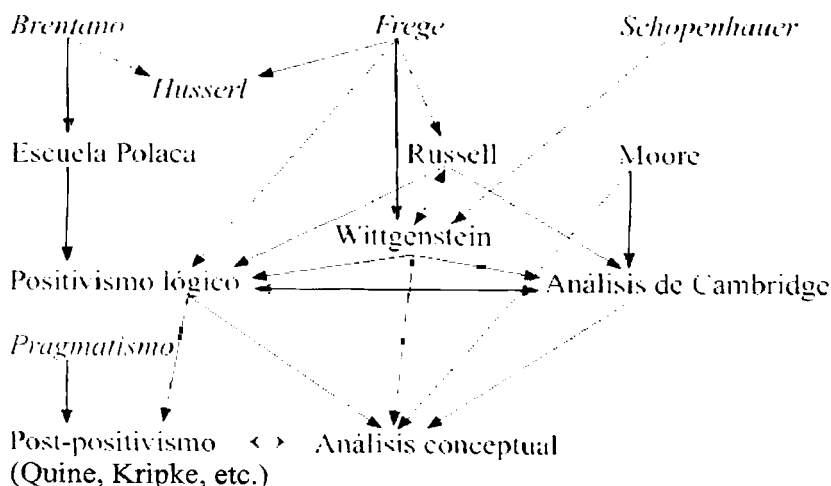 Brentano Frege Schopenhauer
Husserl
Escuela Polaca Russell Moore
Wittgenstein
Positivismo lógico Análisis de Cambridge
Pragmatismo
Post-positivismo < > Análisis conceptual
(Quine, Kripke, etc.)